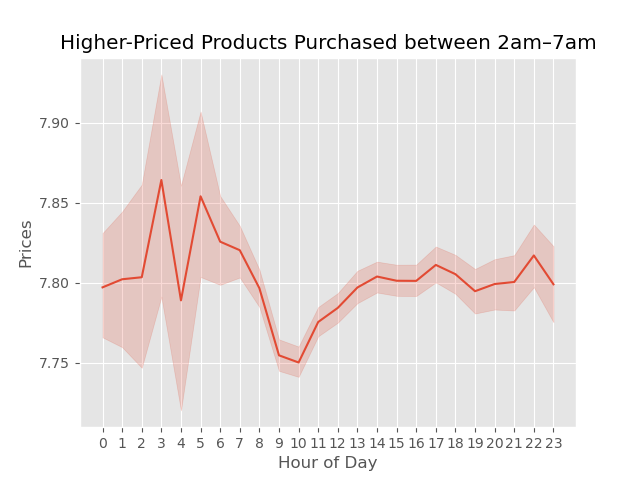 Higher-Priced Products Purchased between 2am–7am
7.90
7.85
7.80
7.75
Prices
0 1 2 3 4 5 6 7 8 9 10 11 12 13 14 15 16 17 18 19 20 21 22 23
Hour of Day